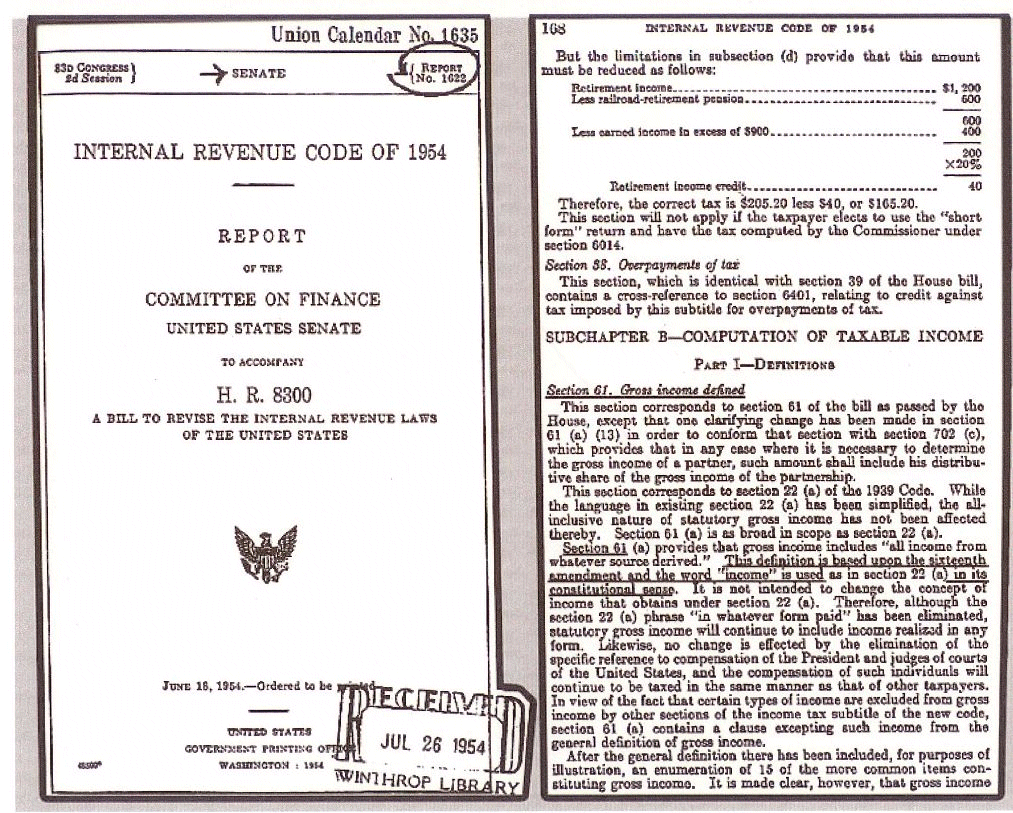 Union Calendar No. 1635
83D CONGRESS
2d Session
SENATE
REPORT
No. 1622
INTERNAL REVENUE CODE OF 1954
REPORT
OF THE
COMMITTEE ON FINANCE
UNITED STATES SENATE
TO ACCOMPANY
H. R. 8300
A BILL TO REVISE THE INTERNAL REVENUE LAWS
OF THE UNITED STATES
JUNE 18, 1954.—Ordered to be printed
RECEIVED
JUL 26 1954
WINTHROP LIBRARY
UNITED STATES
GOVERNMENT PRINTING OFFICE
WASHINGTON : 1954
168 INTERNAL REVENUE CODE OF 1954
But the limitations in subsection (d) provide that this amount
must be reduced as follows:
Retirement income $1,200
Less railroad-retirement pension 600
600
Less earned income in excess of $900 400
200
×20%
Retirement income credit 40
Therefore, the correct tax is $205.20 less $40, or $165.20.
This section will not apply if the taxpayer elects to use the "short
form" return and have the tax computed by the Commissioner under
section 6014.
Section 38. Overpayments of tax
This section, which is identical with section 39 of the House bill,
contains a cross-reference to section 6401, relating to credit against
tax imposed by this subtitle for overpayments of tax.
SUBCHAPTER B—COMPUTATION OF TAXABLE INCOME
PART I—DEFINITIONS
Section 61. Gross income defined
This section corresponds to section 61 of the bill as passed by the
House, except that one clarifying change has been made in section
61 (a) (13) in order to conform that section with section 702 (c),
which provides that in any case where it is necessary to determine
the gross income of a partner, such amount shall include his distribu-
tive share of the gross income of the partnership.
This section corresponds to section 22 (a) of the 1939 Code. While
the language in existing section 22 (a) has been simplified, the all-
inclusive nature of statutory gross income has not been affected
thereby. Section 61 (a) is as broad in scope as section 22 (a).
Section 61 (a) provides that gross income includes "all income from
whatever source derived." This definition is based upon the sixteenth
amendment and the word "income" is used as in section 22 (a) in its
constitutional sense. It is not intended to change the concept of
income that obtains under section 22 (a). Therefore, although the
section 22 (a) phrase "in whatever form paid" has been eliminated,
statutory gross income will continue to include income realized in any
form. Likewise, no change is effected by the elimination of the
specific reference to compensation of the President and judges of courts
of the United States, and the compensation of such individuals will
continue to be taxed in the same manner as that of other taxpayers.
In view of the fact that certain types of income are excluded from gross
income by other sections of the income tax subtitle of the new code,
section 61 (a) contains a clause excepting such income from the
general definition of gross income.
After the general definition there has been included, for purposes of
illustration, an enumeration of 15 of the more common items con-
stituting gross income. It is made clear, however, that gross income